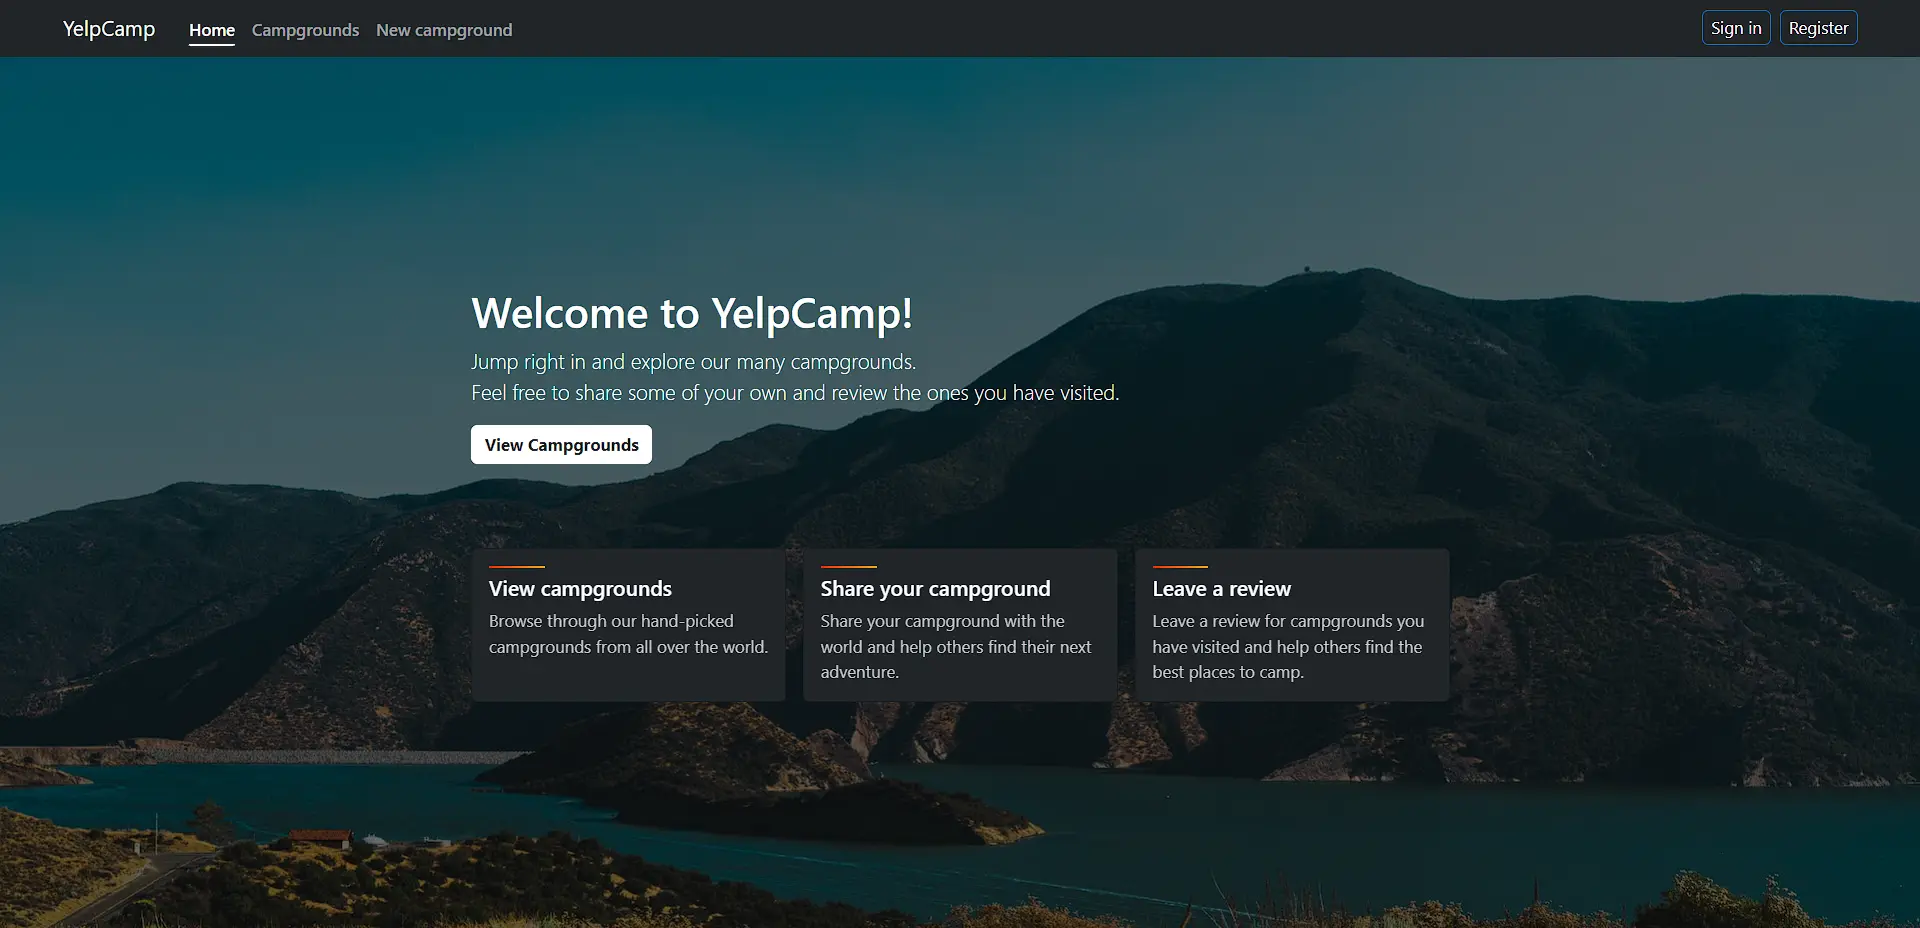 YelpCamp Home Campgrounds New campground Sign in Register
Welcome to YelpCamp!
Jump right in and explore our many campgrounds.
Feel free to share some of your own and review the ones you have visited.
View Campgrounds
View campgrounds
Browse through our hand-picked
campgrounds from all over the world.
Share your campground
Share your campground with the
world and help others find their next
adventure.
Leave a review
Leave a review for campgrounds you
have visited and help others find the
best places to camp.